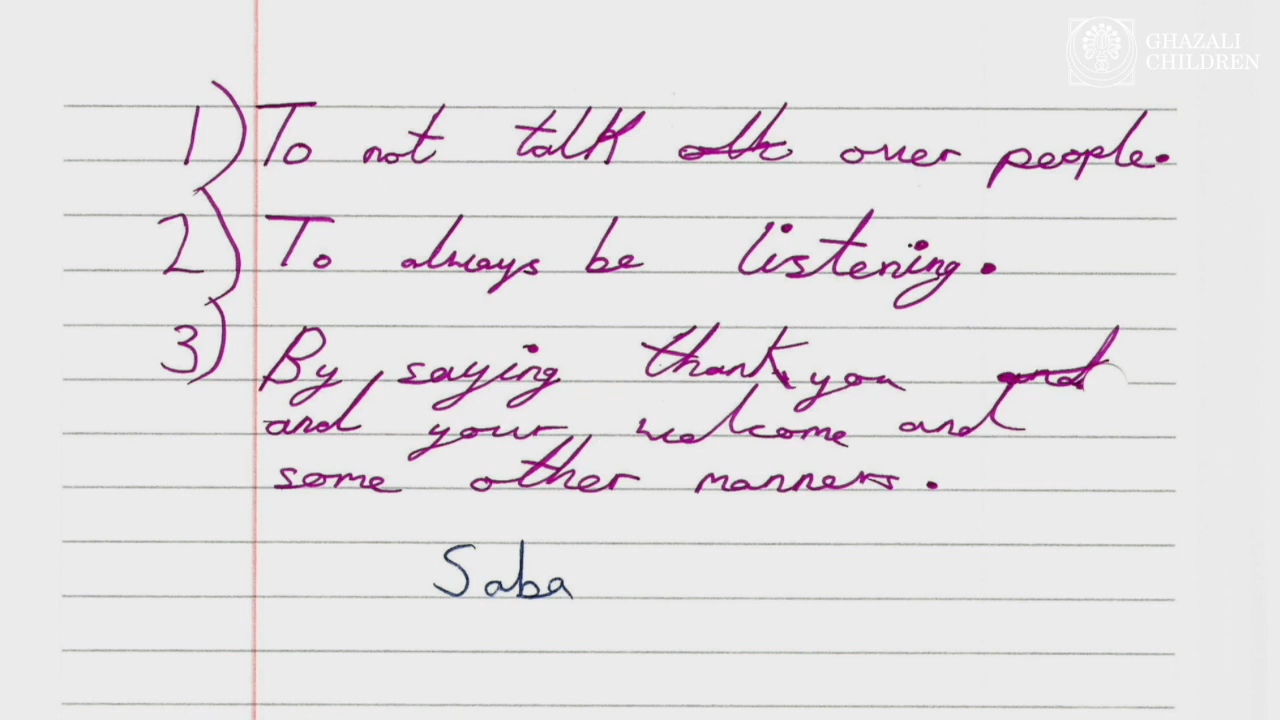 GHAZALI
CHILDREN
1) To not talk over people.
2) To always be listening.
3) By saying thank you and
and your welcome and
some other manners.
Saba